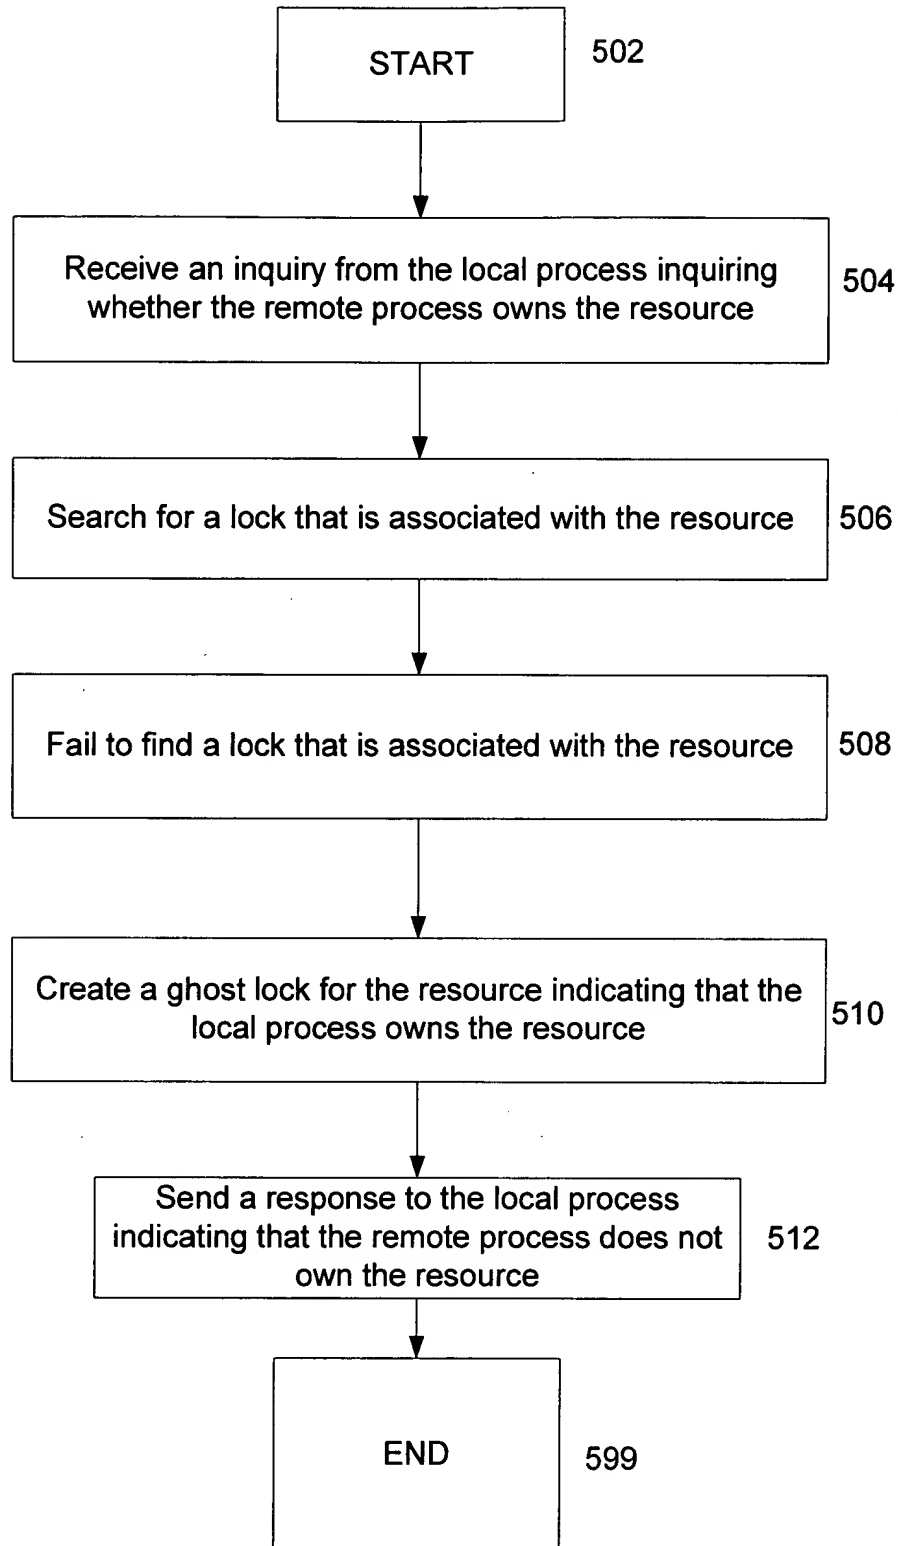 START
502
Receive an inquiry from the local process inquiring
whether the remote process owns the resource
504
Search for a lock that is associated with the resource
506
Fail to find a lock that is associated with the resource
508
Create a ghost lock for the resource indicating that the
local process owns the resource
510
Send a response to the local process
indicating that the remote process does not
own the resource
512
END
599